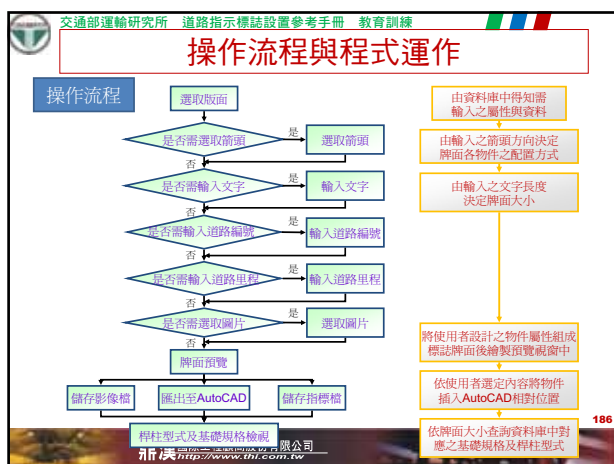 交通部運輸研究所 道路指示標誌設置參考手冊 教育訓練
操作流程與程式運作
操作流程
選取版面
是否需選取箭頭
是
選取箭頭
否
是否需輸入文字
是
輸入文字
否
是否需輸入道路編號
是
輸入道路編號
否
是否需輸入道路里程
是
輸入道路里程
否
是否需選取圖片
是
選取圖片
否
牌面預覽
儲存影像檔
匯出至AutoCAD
儲存指標檔
桿柱型式及基礎規格檢視
由資料庫中得知需
輸入之屬性與資料
由輸入之箭頭方向決定
牌面各物件之配置方式
由輸入之文字長度
決定牌面大小
將使用者設計之物件屬性組成
標誌牌面後繪製預覽視窗中
依使用者選定內容將物件
插入AutoCAD相對位置
依牌面大小查詢資料庫中對
應之基礎規格及桿柱型式
186
國際工程顧問股份有限公司
http://www.thi.com.tw